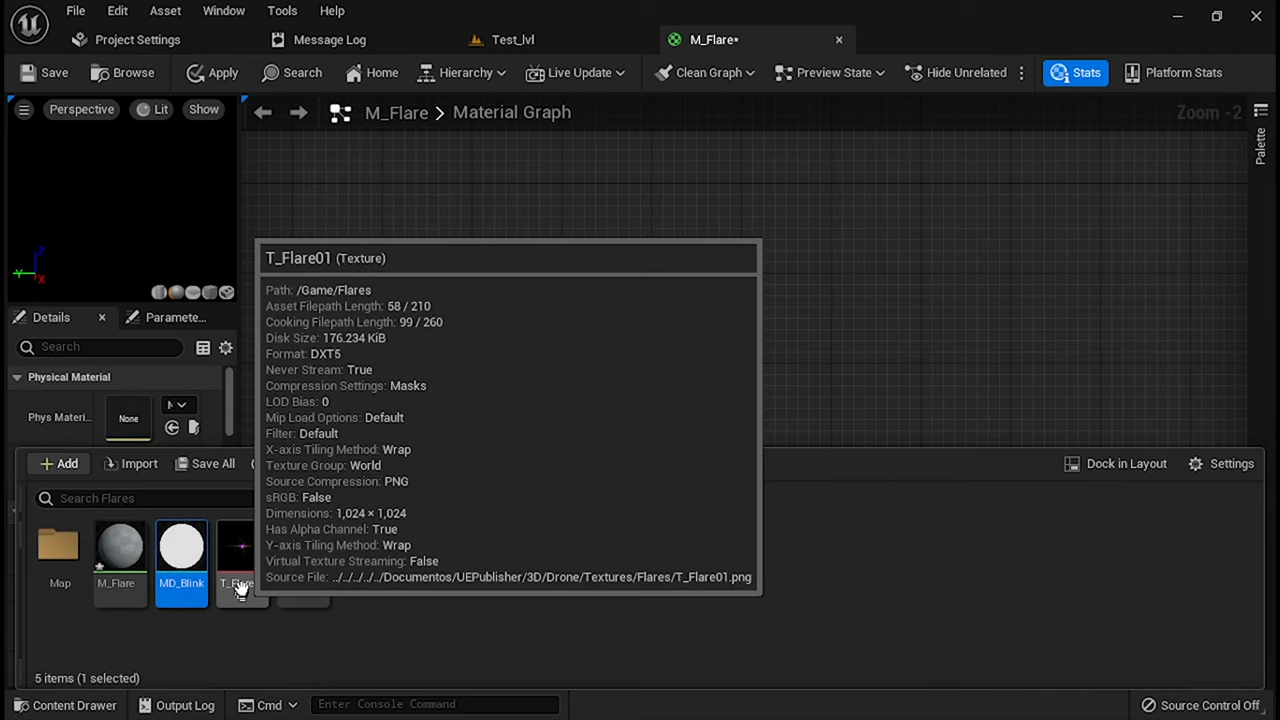 File Edit Asset Window Tools Help
Project Settings Message Log Test_lvl M_Flare•
Save Browse Apply Search Home Hierarchy Live Update Clean Graph Preview State Hide Unrelated Stats Platform Stats
Perspective Lit Show M_Flare Material Graph Zoom -2
Palette
T_Flare01 (Texture)
Path: /Game/Flares
Asset Filepath Length: 58 / 210
Cooking Filepath Length: 99 / 260
Disk Size: 176.234 KiB
Format: DXT5
Never Stream: True
Compression Settings: Masks
LOD Bias: 0
Mip Load Options: Default
Filter: Default
X-axis Tiling Method: Wrap
Texture Group: World
Source Compression: PNG
sRGB: False
Dimensions: 1,024 × 1,024
Has Alpha Channel: True
Y-axis Tiling Method: Wrap
Virtual Texture Streaming: False
Source File: ../../../../../Documentos/UEPublisher/3D/Drone/Textures/Flares/T_Flare01.png
Details Paramete...
Search
Physical Material
Phys Materi... None
Add Import Save All Dock in Layout Settings
Search Flares
Map M_Flare MD_Blink
5 items (1 selected)
Content Drawer Output Log Cmd Enter Console Command Source Control Off